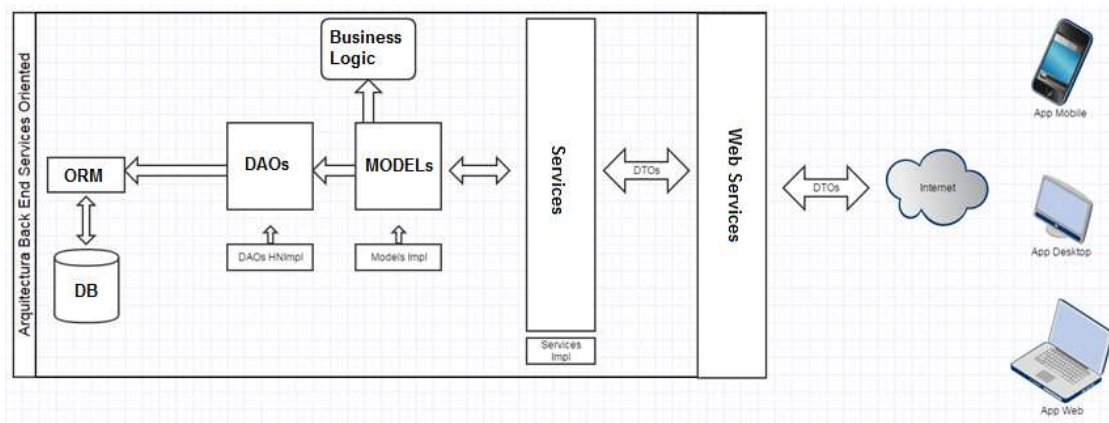 Arquitectura Back End Services Oriented
Business
Logic
ORM
DAOs
MODELs
Services
DTOs
Web Services
DTOs
Internet
App Mobile
App Desktop
App Web
DB
DAOs HNImpl
Models Impl
Services
Impl